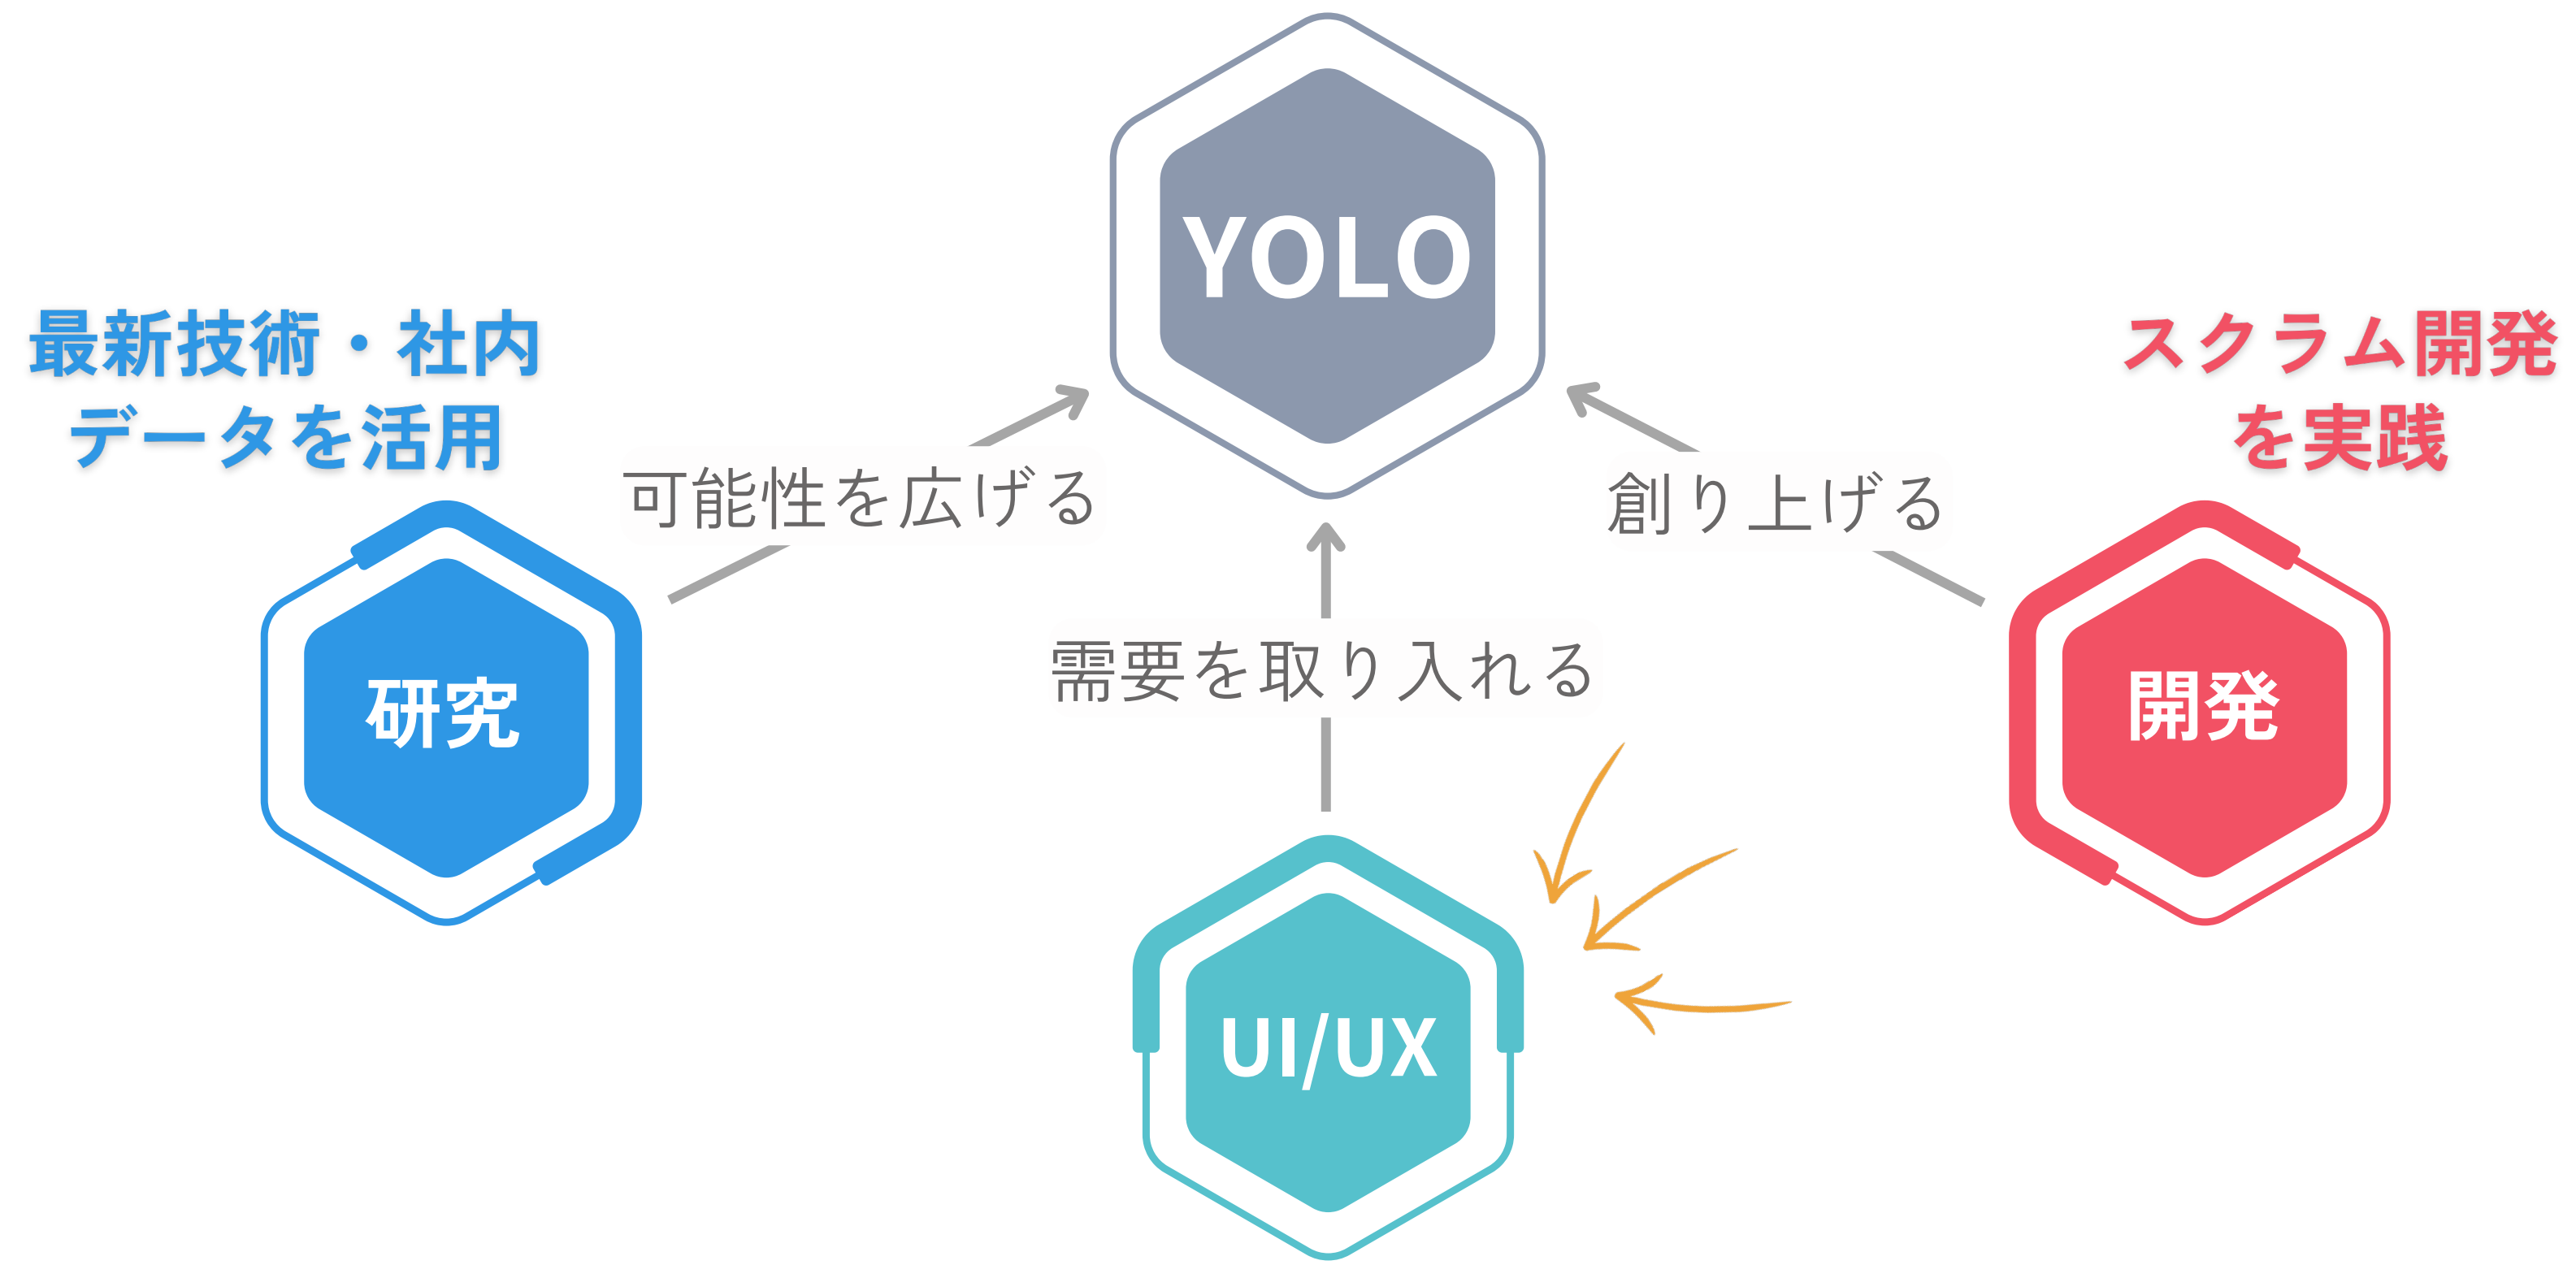 YOLO
最新技術・社内
データを活用
スクラム開発
を実践
可能性を広げる
創り上げる
需要を取り入れる
研究
開発
UI/UX